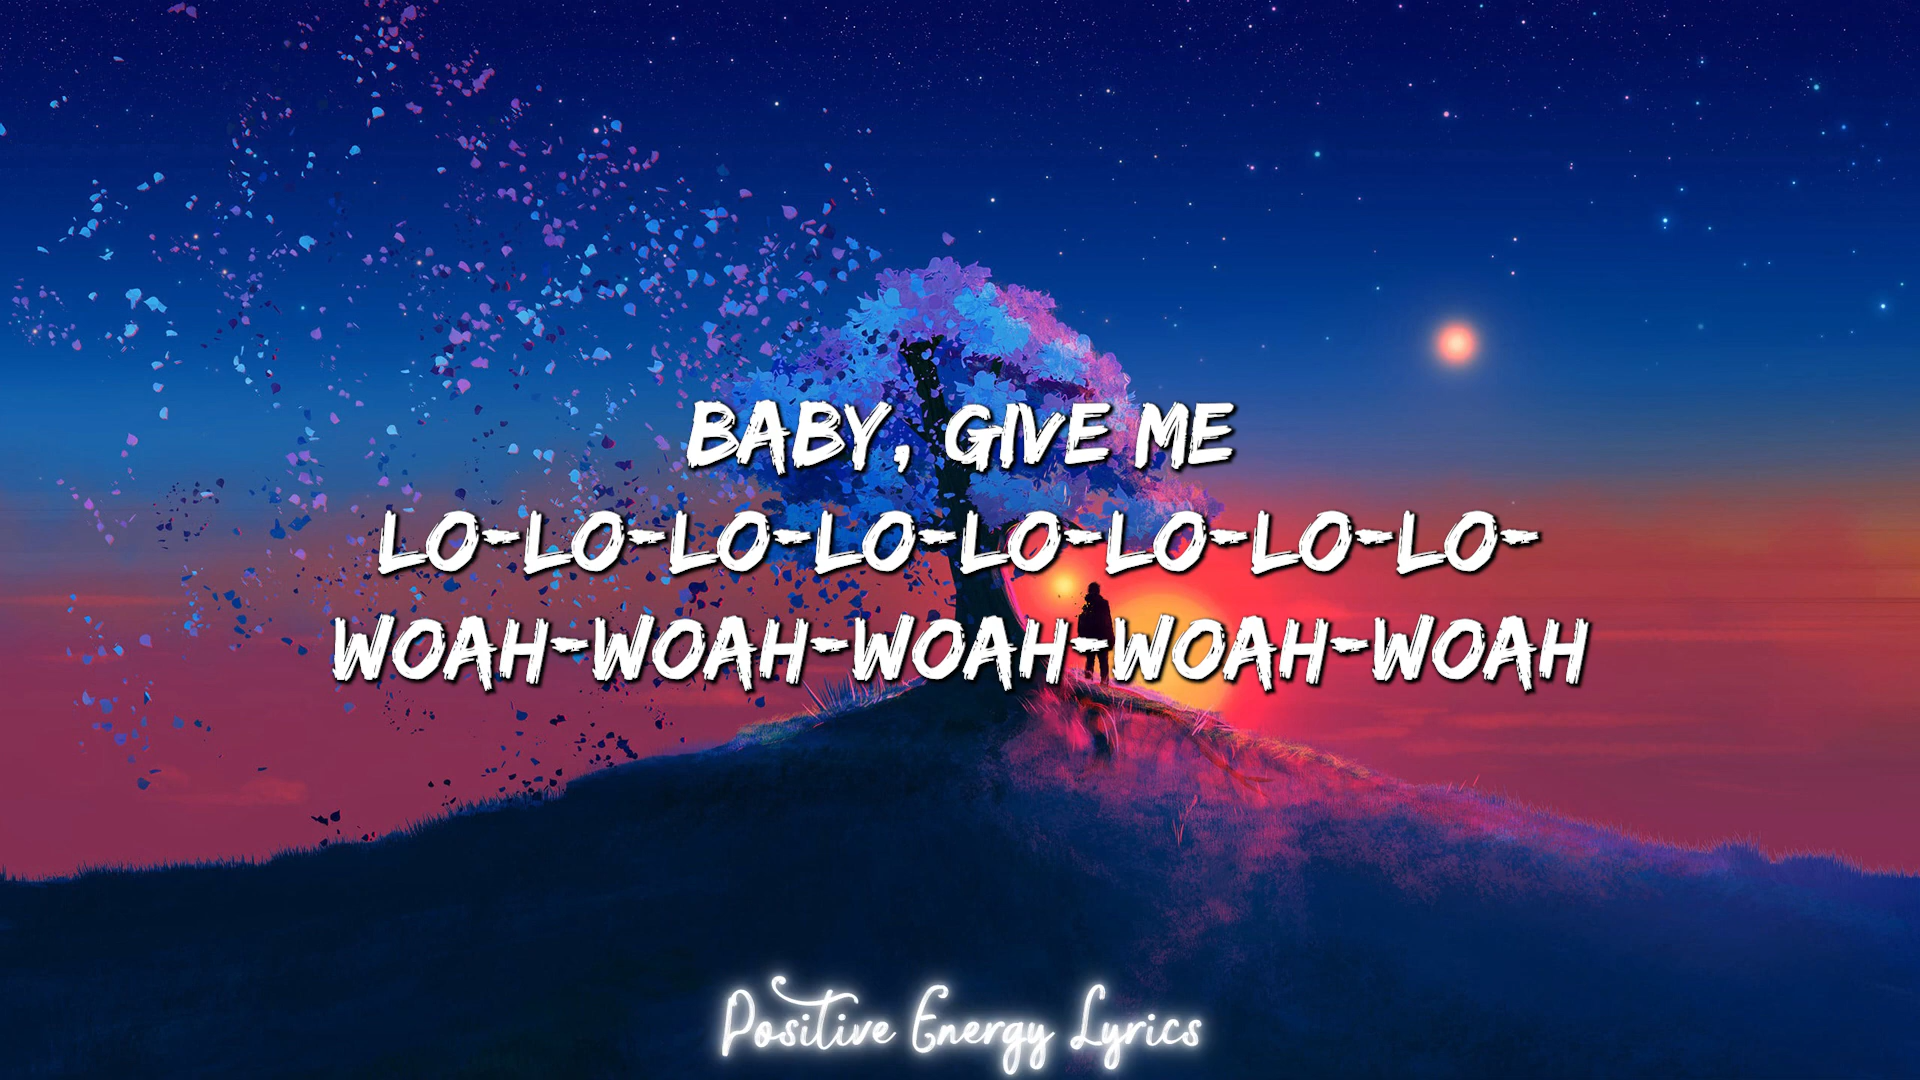 BABY, GIVE ME
LO-LO-LO-LO-LO-LO-LO-LO-
WOAH-WOAH-WOAH-WOAH-WOAH
Positive Energy Lyrics